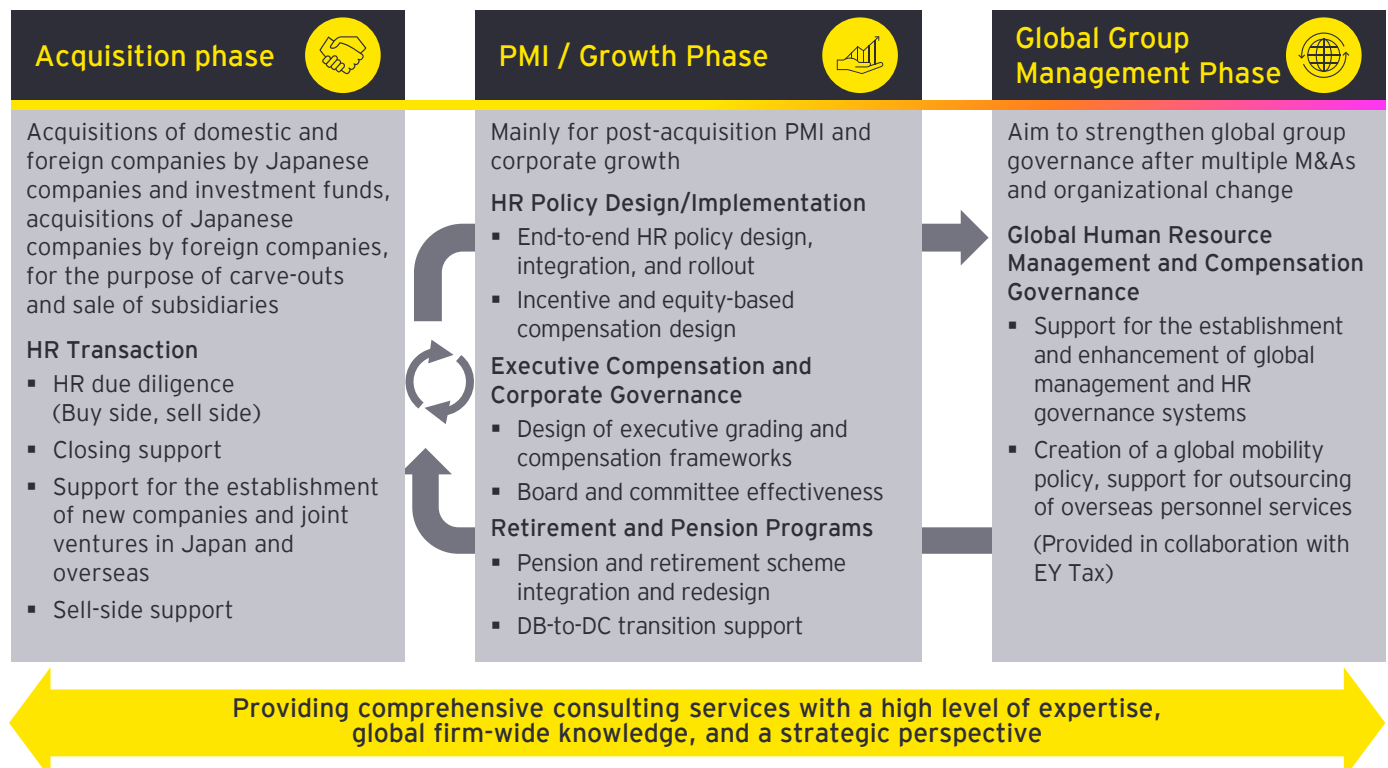 Acquisition phase
Acquisitions of domestic and
foreign companies by Japanese
companies and investment funds,
acquisitions of Japanese
companies by foreign companies,
for the purpose of carve-outs
and sale of subsidiaries
HR Transaction
▪ HR due diligence
(Buy side, sell side)
▪ Closing support
▪ Support for the establishment
of new companies and joint
ventures in Japan and
overseas
▪ Sell-side support
PMI / Growth Phase
Mainly for post-acquisition PMI and
corporate growth
HR Policy Design/Implementation
▪ End-to-end HR policy design,
integration, and rollout
▪ Incentive and equity-based
compensation design
Executive Compensation and
Corporate Governance
▪ Design of executive grading and
compensation frameworks
▪ Board and committee effectiveness
Retirement and Pension Programs
▪ Pension and retirement scheme
integration and redesign
▪ DB-to-DC transition support
Global Group
Management Phase
Aim to strengthen global group
governance after multiple M&As
and organizational change
Global Human Resource
Management and Compensation
Governance
▪ Support for the establishment
and enhancement of global
management and HR
governance systems
▪ Creation of a global mobility
policy, support for outsourcing
of overseas personnel services
(Provided in collaboration with
EY Tax)
Providing comprehensive consulting services with a high level of expertise,
global firm-wide knowledge, and a strategic perspective